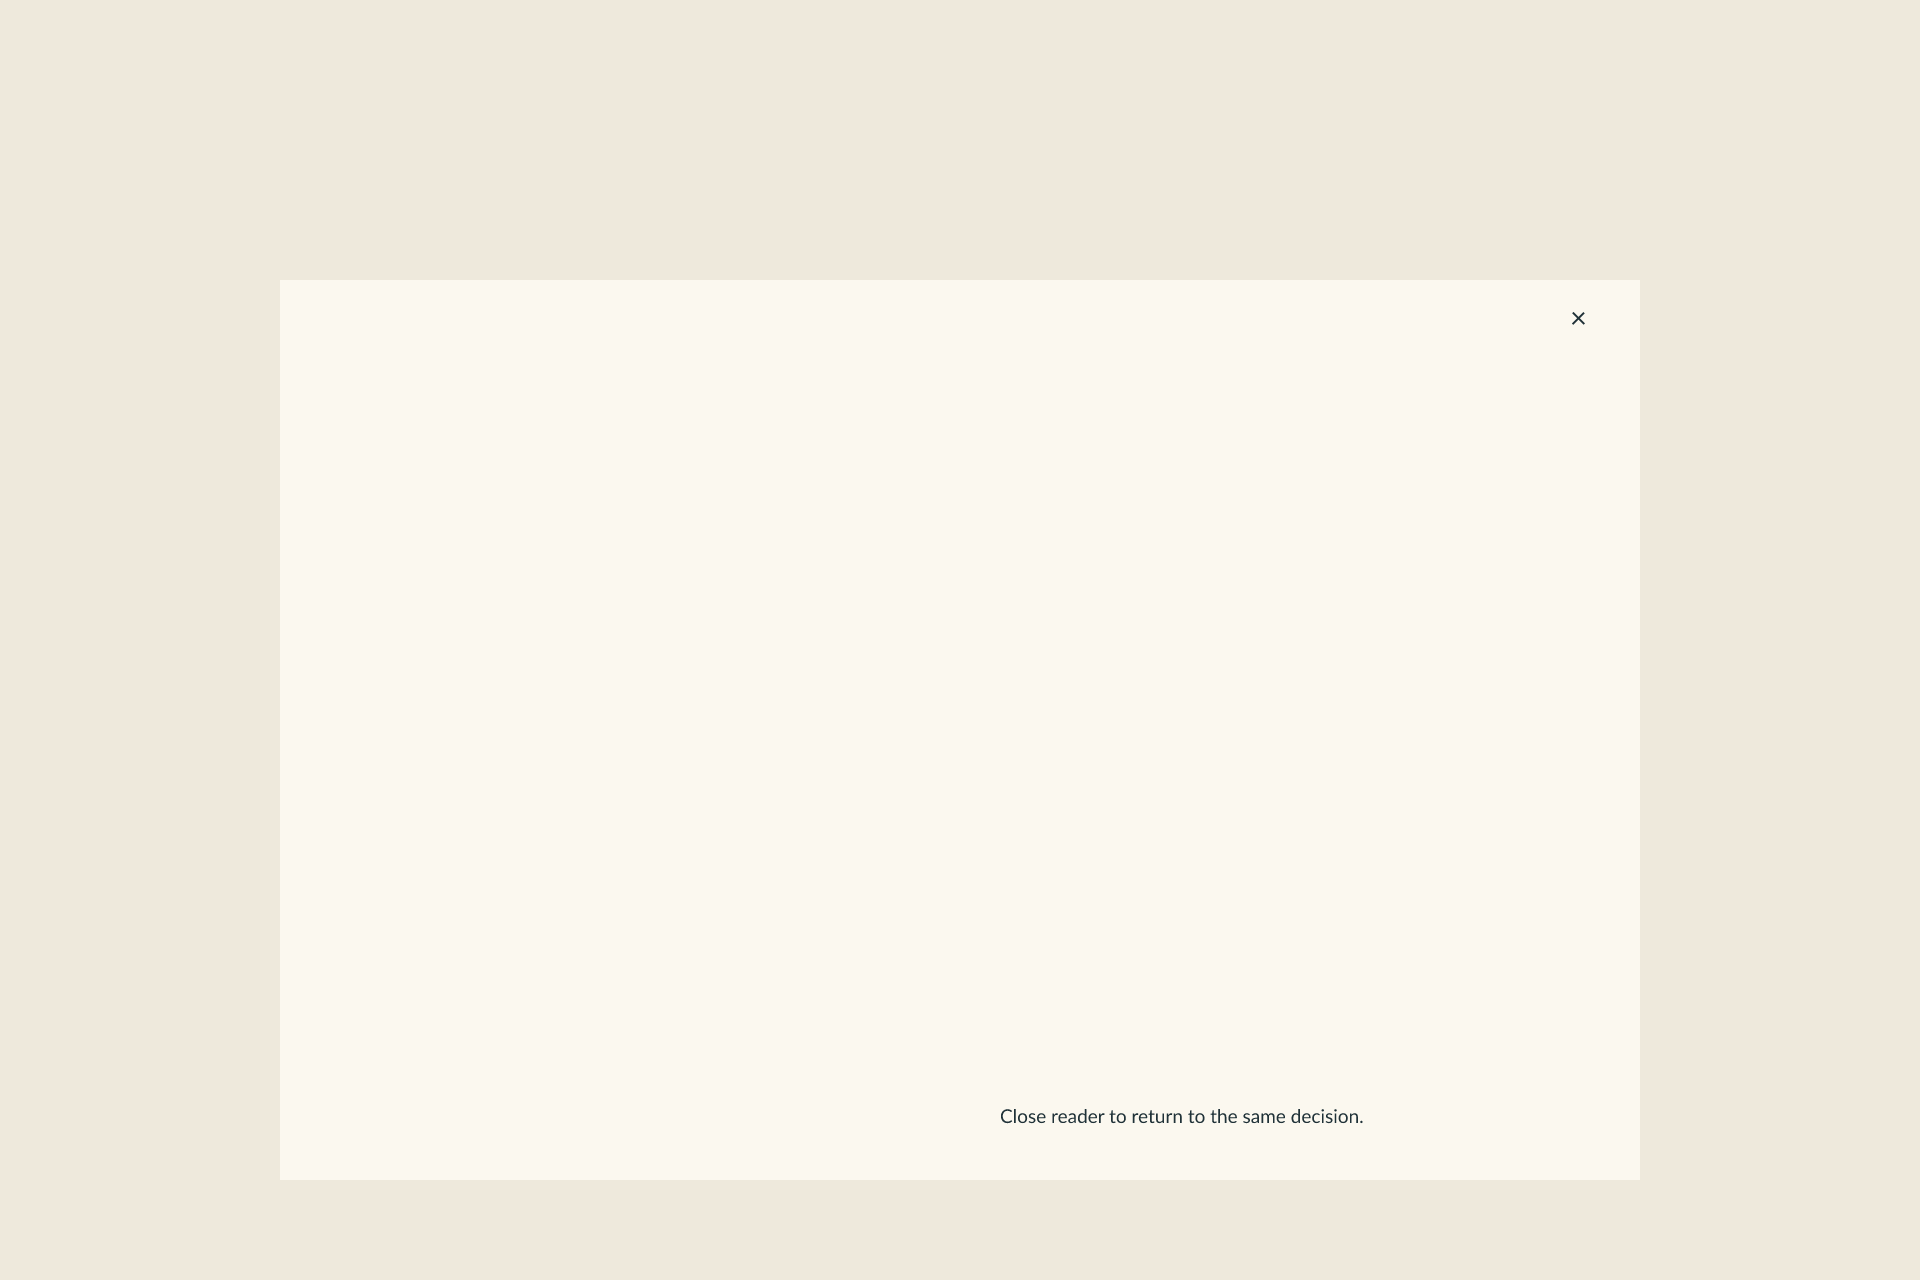 ×
Close reader to return to the same decision.